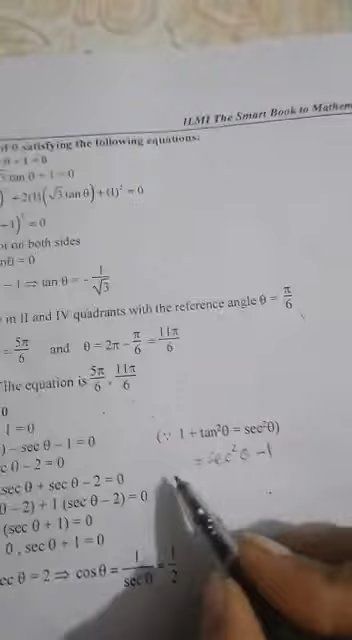 ILMI The Smart Book to Mathem
of θ satisfying the following equations:
θ + 1 = 0
tan θ + 1 = 0
+ 2(1)(√3 tan θ) + (1)² = 0
1)² = 0
on both sides
nθ = 0
− 1 ⇒ tan θ = − 1/√3
in II and IV quadrants with the reference angle θ = π/6
= 5π/6 and θ = 2π − π/6 = 11π/6
The equation is 5π/6 , 11π/6
0
1 = 0
) − sec θ − 1 = 0 (∵ 1 + tan²θ = sec²θ)
c θ − 2 = 0 = sec²θ − 1
sec θ + sec θ − 2 = 0
θ − 2) + 1 (sec θ − 2) = 0
(sec θ + 1) = 0
0 , sec θ + 1 = 0
ec θ = 2 ⇒ cos θ = 1/sec θ = 1/2